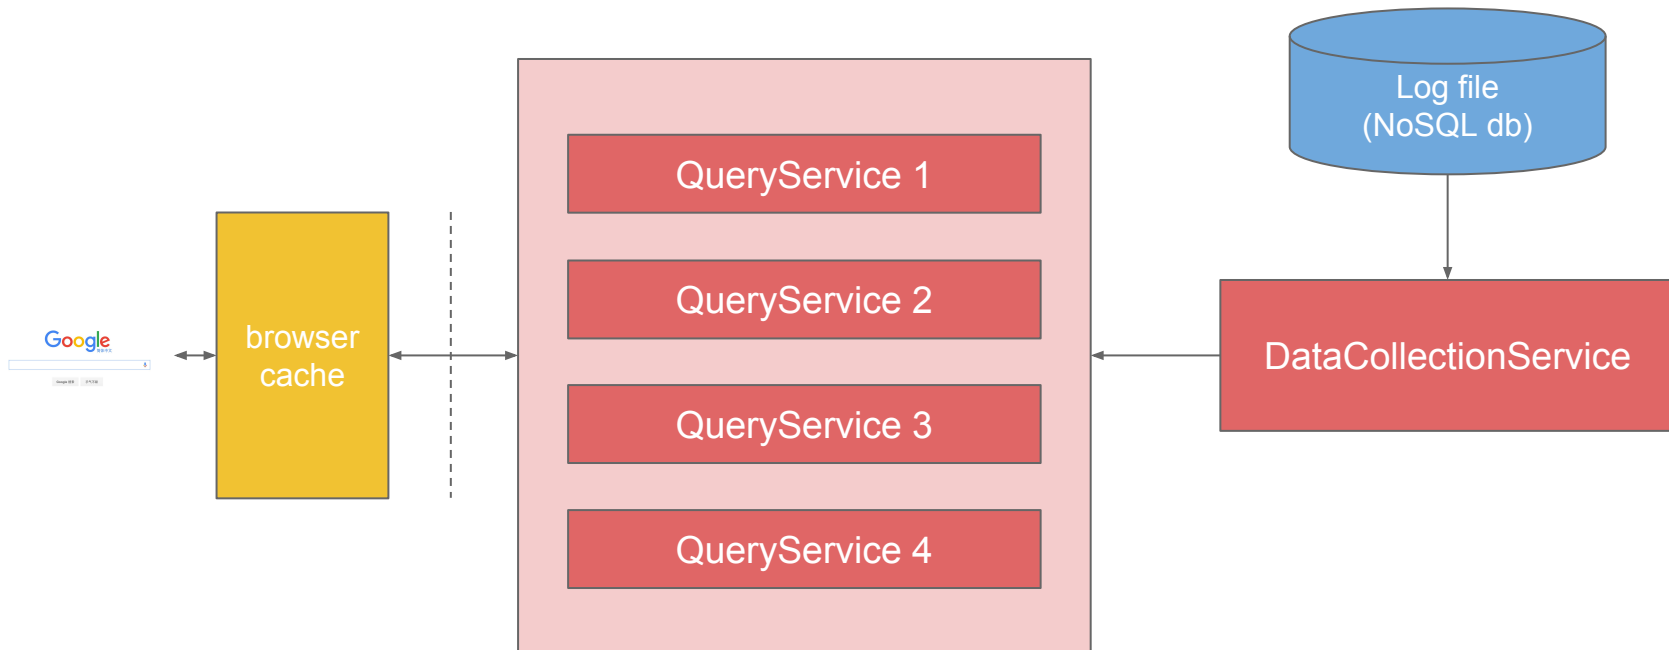 Google
browser
cache
QueryService 1
QueryService 2
QueryService 3
QueryService 4
Log file
(NoSQL db)
DataCollectionService